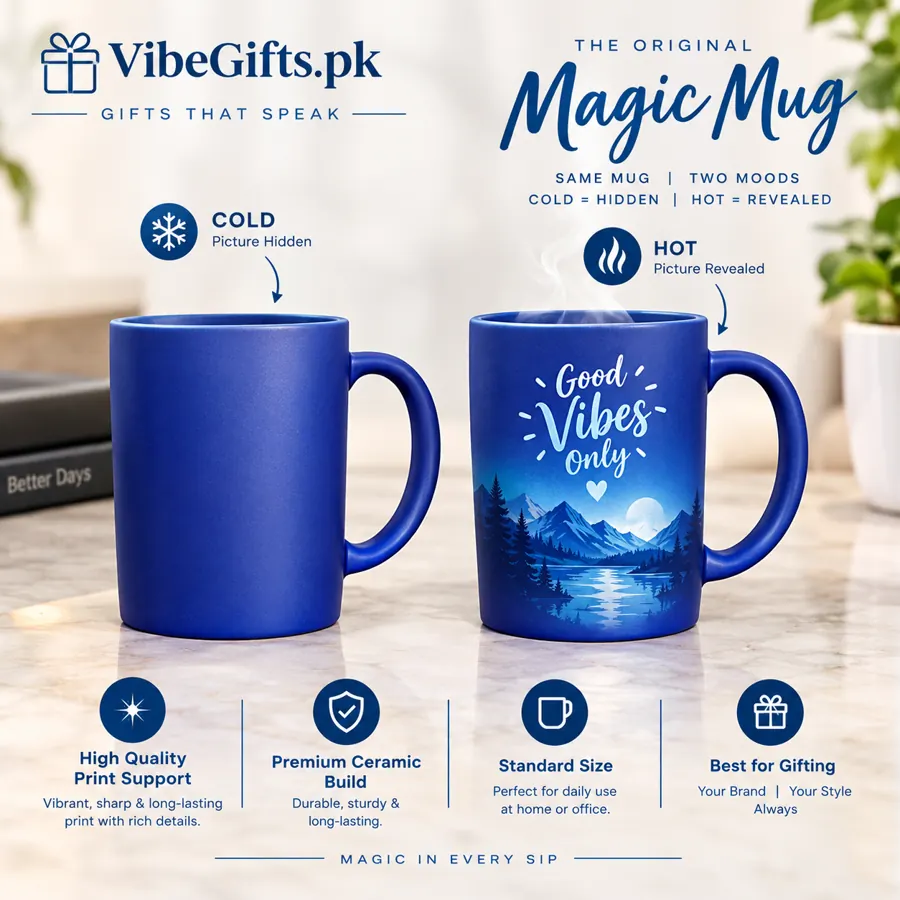 VibeGifts.pk
GIFTS THAT SPEAK
THE ORIGINAL
Magic Mug
SAME MUG | TWO MOODS
COLD = HIDDEN | HOT = REVEALED
COLD
Picture Hidden
HOT
Picture Revealed
Good
Vibes
Only
Better Days
High Quality
Print Support
Vibrant, sharp & long-lasting
print with rich details.
Premium Ceramic
Build
Durable, sturdy &
long-lasting.
Standard Size
Perfect for daily use
at home or office.
Best for Gifting
Your Brand | Your Style
Always
MAGIC IN EVERY SIP